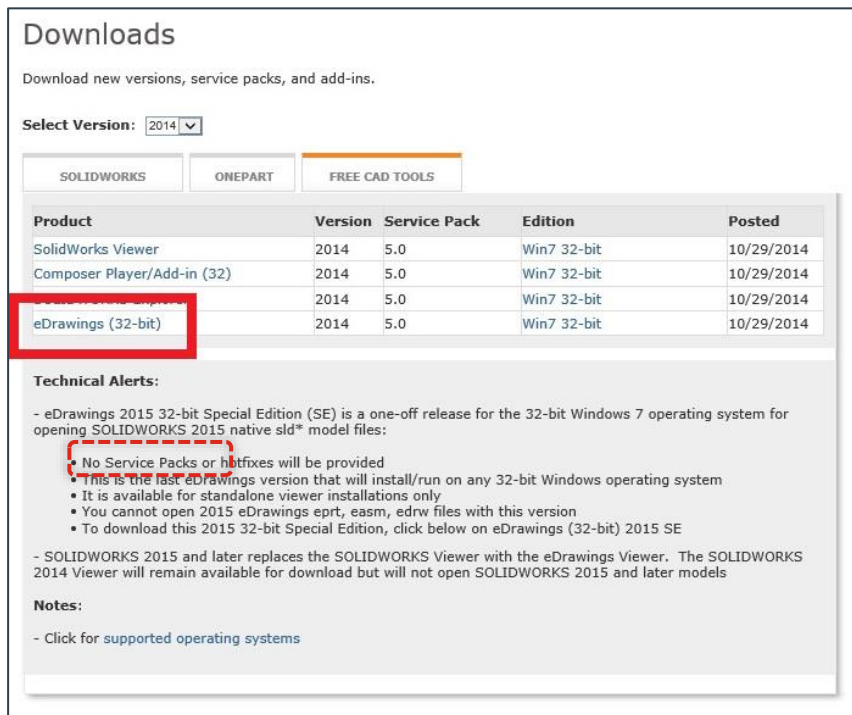 Downloads
Download new versions, service packs, and add-ins.
Select Version: 2014
SOLIDWORKS ONEPART FREE CAD TOOLS
Product Version Service Pack Edition Posted
SolidWorks Viewer 2014 5.0 Win7 32-bit 10/29/2014
Composer Player/Add-in (32) 2014 5.0 Win7 32-bit 10/29/2014
2014 5.0 Win7 32-bit 10/29/2014
eDrawings (32-bit) 2014 5.0 Win7 32-bit 10/29/2014
Technical Alerts:
- eDrawings 2015 32-bit Special Edition (SE) is a one-off release for the 32-bit Windows 7 operating system for
opening SOLIDWORKS 2015 native sld* model files:
• No Service Packs or hotfixes will be provided
• This is the last eDrawings version that will install/run on any 32-bit Windows operating system
• It is available for standalone viewer installations only
• You cannot open 2015 eDrawings eprt, easm, edrw files with this version
• To download this 2015 32-bit Special Edition, click below on eDrawings (32-bit) 2015 SE
- SOLIDWORKS 2015 and later replaces the SOLIDWORKS Viewer with the eDrawings Viewer. The SOLIDWORKS
2014 Viewer will remain available for download but will not open SOLIDWORKS 2015 and later models
Notes:
- Click for supported operating systems